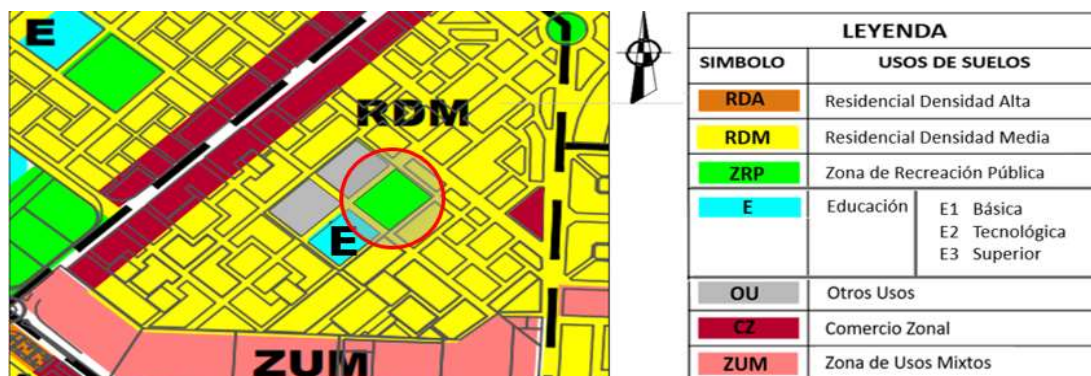 E
RDM
E
ZUM
LEYENDA
SIMBOLO USOS DE SUELOS
RDA Residencial Densidad Alta
RDM Residencial Densidad Media
ZRP Zona de Recreación Pública
E Educación E1 Básica
E2 Tecnológica
E3 Superior
OU Otros Usos
CZ Comercio Zonal
ZUM Zona de Usos Mixtos